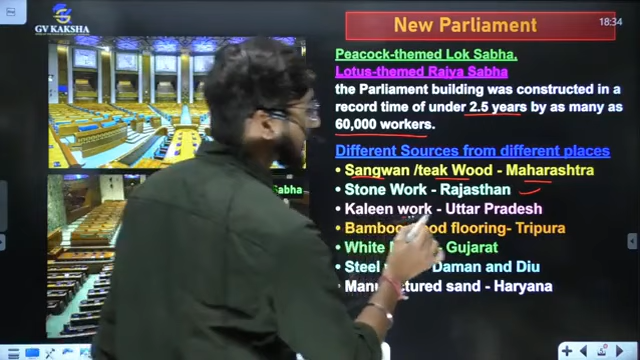 GV KAKSHA
New Parliament
18:34
Peacock-themed Lok Sabha,
Lotus-themed Rajya Sabha
the Parliament building was constructed in a
record time of under 2.5 years by as many as
60,000 workers.
Different Sources from different places
• Sangwan /teak Wood - Maharashtra
• Stone Work - Rajasthan
• Kaleen work - Uttar Pradesh
• Bamboo flooring- Tripura
• White - Gujarat
• Steel Daman and Diu
• Manufactured sand - Haryana
Sabha